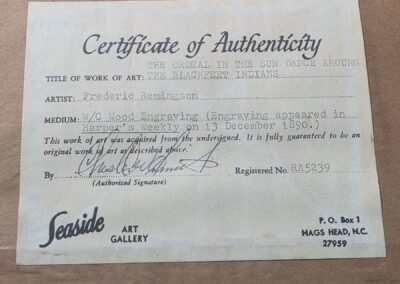 Certificate of Authenticity
THE ORDEAL IN THE SUN DANCE AMOUNG
TITLE OF WORK OF ART: THE BLACKFEET INDIANS
ARTIST: Frederic Remington
MEDIUM: W/C Wood Engraving (Engraving appeared in
Harper's Weekly on 13 December 1890.)
This work of art was acquired from the undersigned. It is fully guaranteed to be an
original work of art as described above.
By Registered No. RA5239
(Authorized Signature)
Seaside ART
GALLERY
P. O. Box 1
NAGS HEAD, N.C.
27959